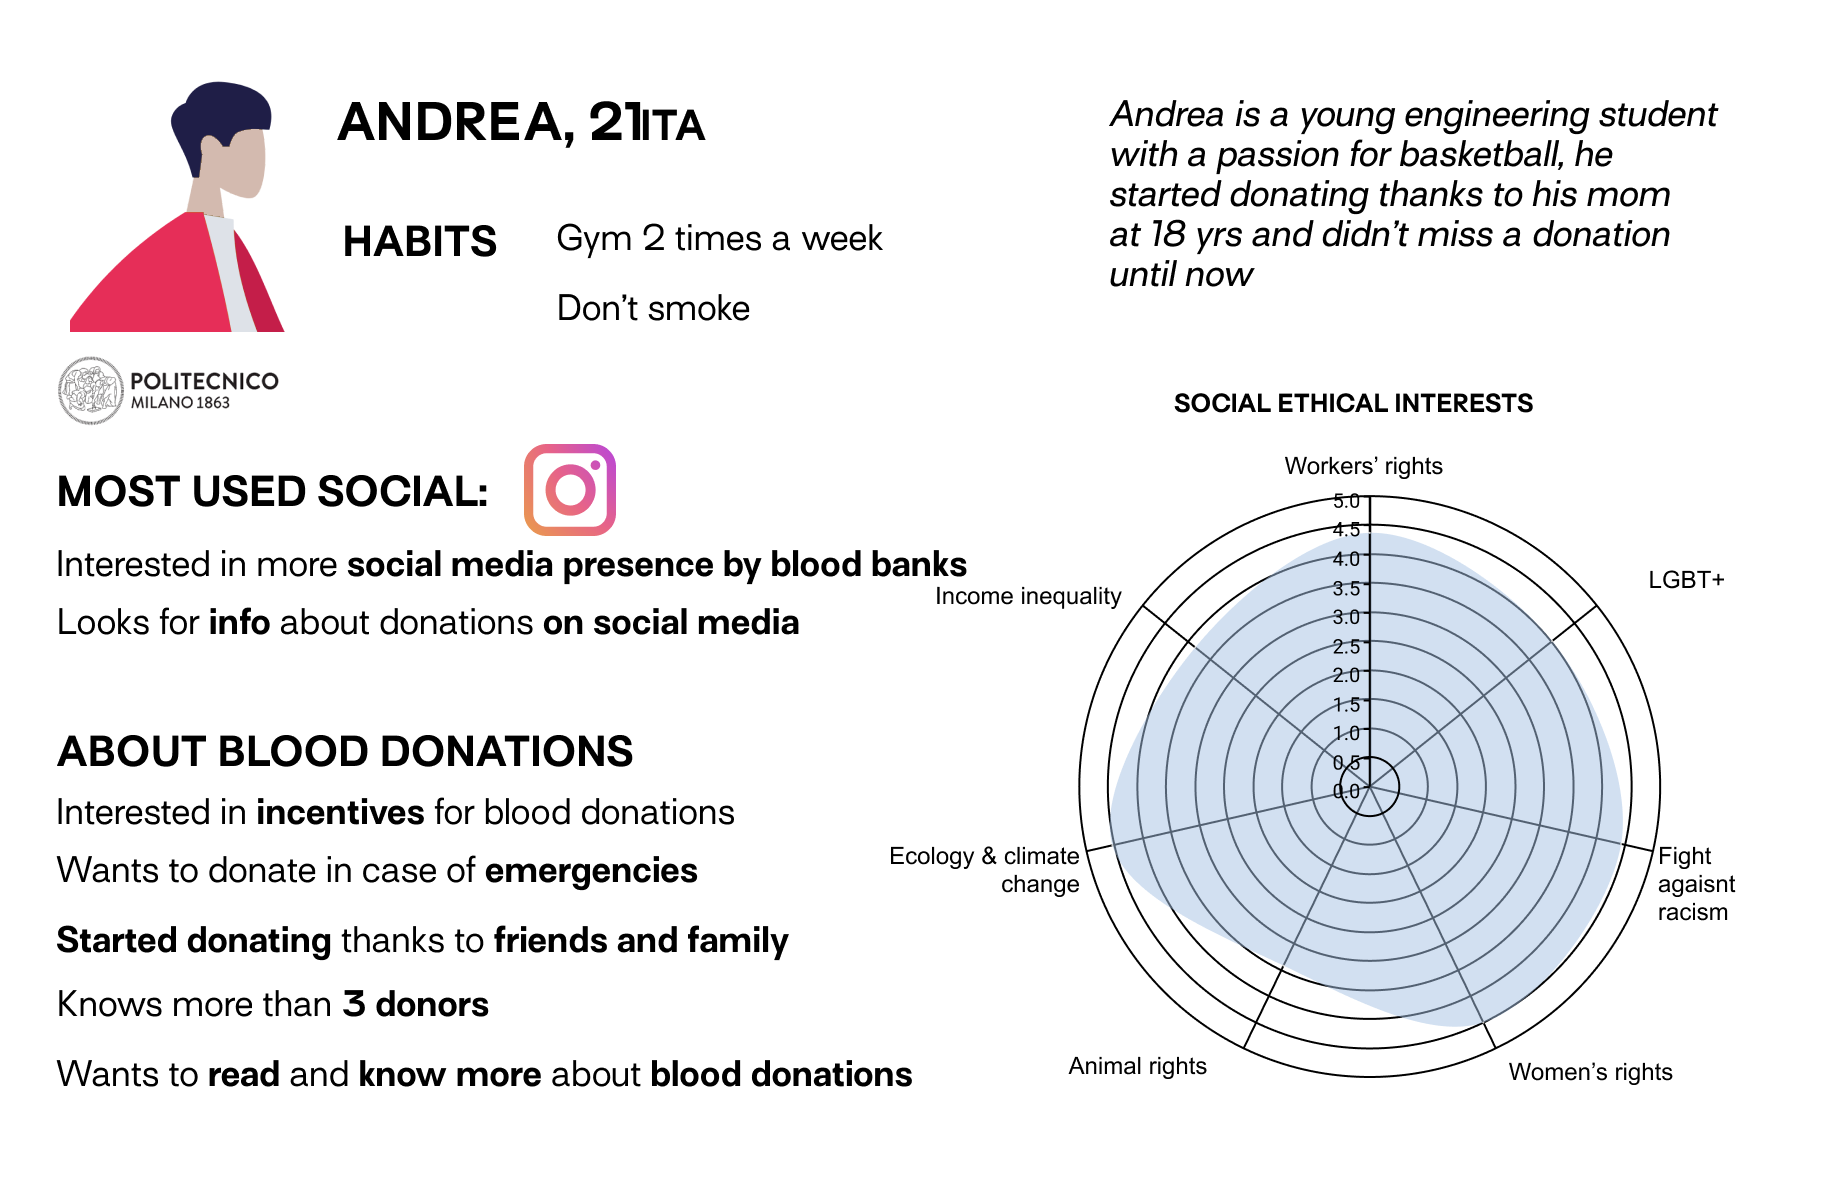 ANDREA, 21 ITA
HABITS
Gym 2 times a week
Don't smoke
Andrea is a young engineering student
with a passion for basketball, he
started donating thanks to his mom
at 18 yrs and didn't miss a donation
until now
POLITECNICO
MILANO 1863
MOST USED SOCIAL:
Interested in more social media presence by blood banks
Looks for info about donations on social media
ABOUT BLOOD DONATIONS
Interested in incentives for blood donations
Wants to donate in case of emergencies
Started donating thanks to friends and family
Knows more than 3 donors
Wants to read and know more about blood donations
SOCIAL ETHICAL INTERESTS
Workers' rights
5.0
4.5
4.0
3.5
3.0
2.5
2.0
1.5
1.0
0.5
0.0
LGBT+
Fight
agaisnt
racism
Women's rights
Animal rights
Ecology & climate
change
Income inequality